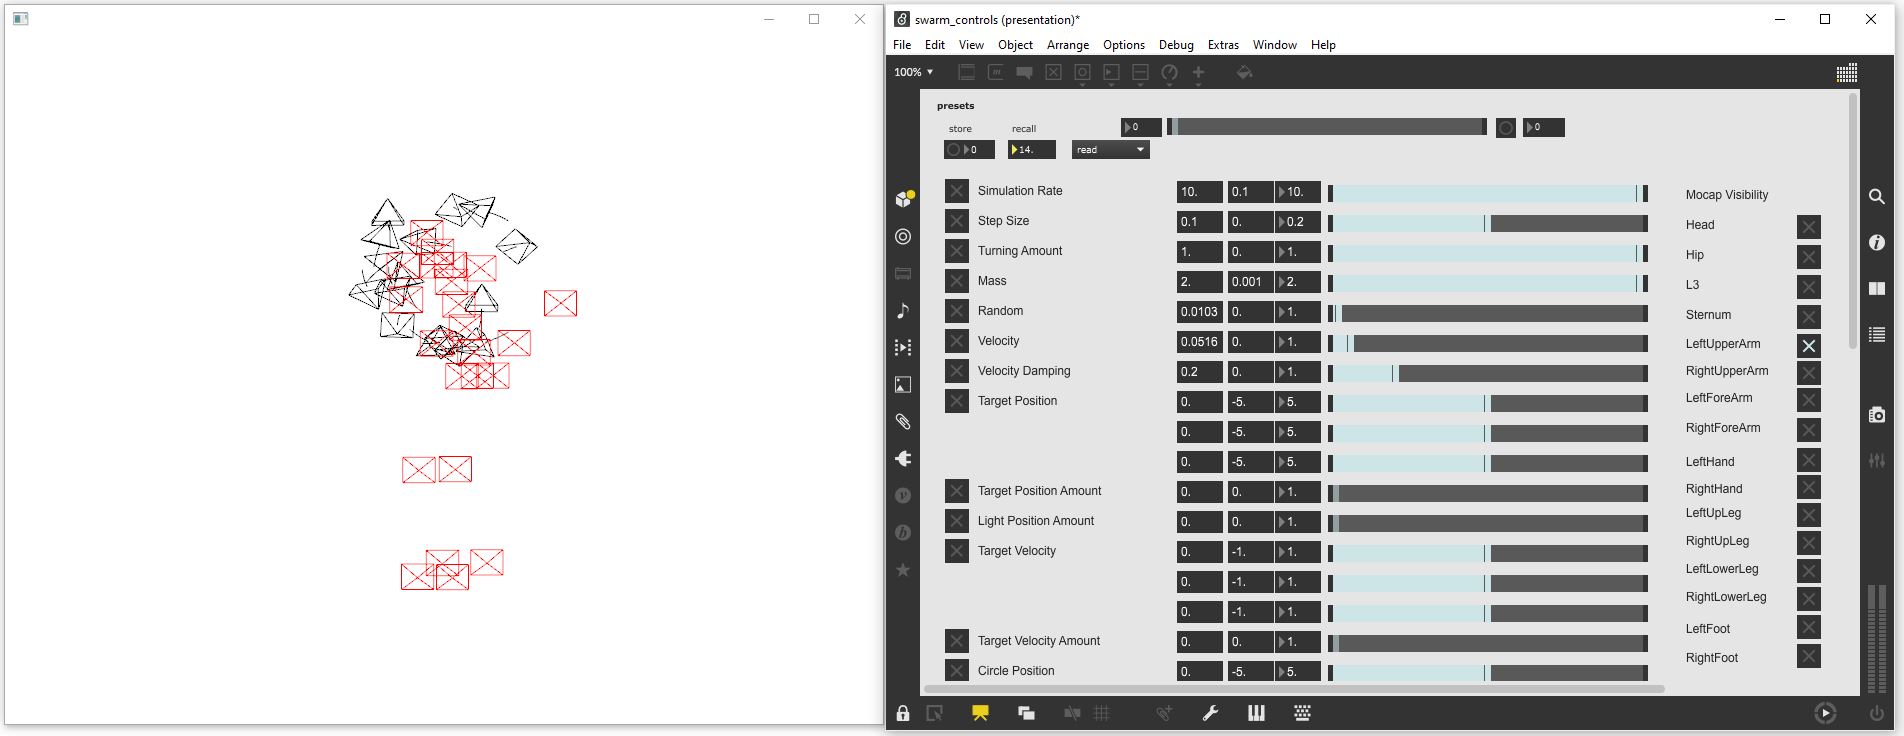 swarm_controls (presentation)*
File Edit View Object Arrange Options Debug Extras Window Help
100%
presets
store recall
0 0
0 14. read
Simulation Rate 10. 0.1 10. Mocap Visibility
Step Size 0.1 0. 0.2 Head
Turning Amount 1. 0. 1. Hip
Mass 2. 0.001 2. L3
Random 0.0103 0. 1. Sternum
Velocity 0.0516 0. 1. LeftUpperArm
Velocity Damping 0.2 0. 1. RightUpperArm
Target Position 0. -5. 5. LeftForeArm
0. -5. 5. RightForeArm
0. -5. 5. LeftHand
Target Position Amount 0. 0. 1. RightHand
Light Position Amount 0. 0. 1. LeftUpLeg
Target Velocity 0. -1. 1. RightUpLeg
0. -1. 1. LeftLowerLeg
0. -1. 1. RightLowerLeg
Target Velocity Amount 0. 0. 1. LeftFoot
Circle Position 0. -5. 5. RightFoot